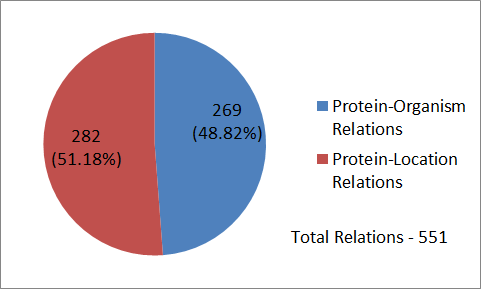 282
(51.18%)
269
(48.82%)
Protein-Organism
Relations
Protein-Location
Relations
Total Relations - 551